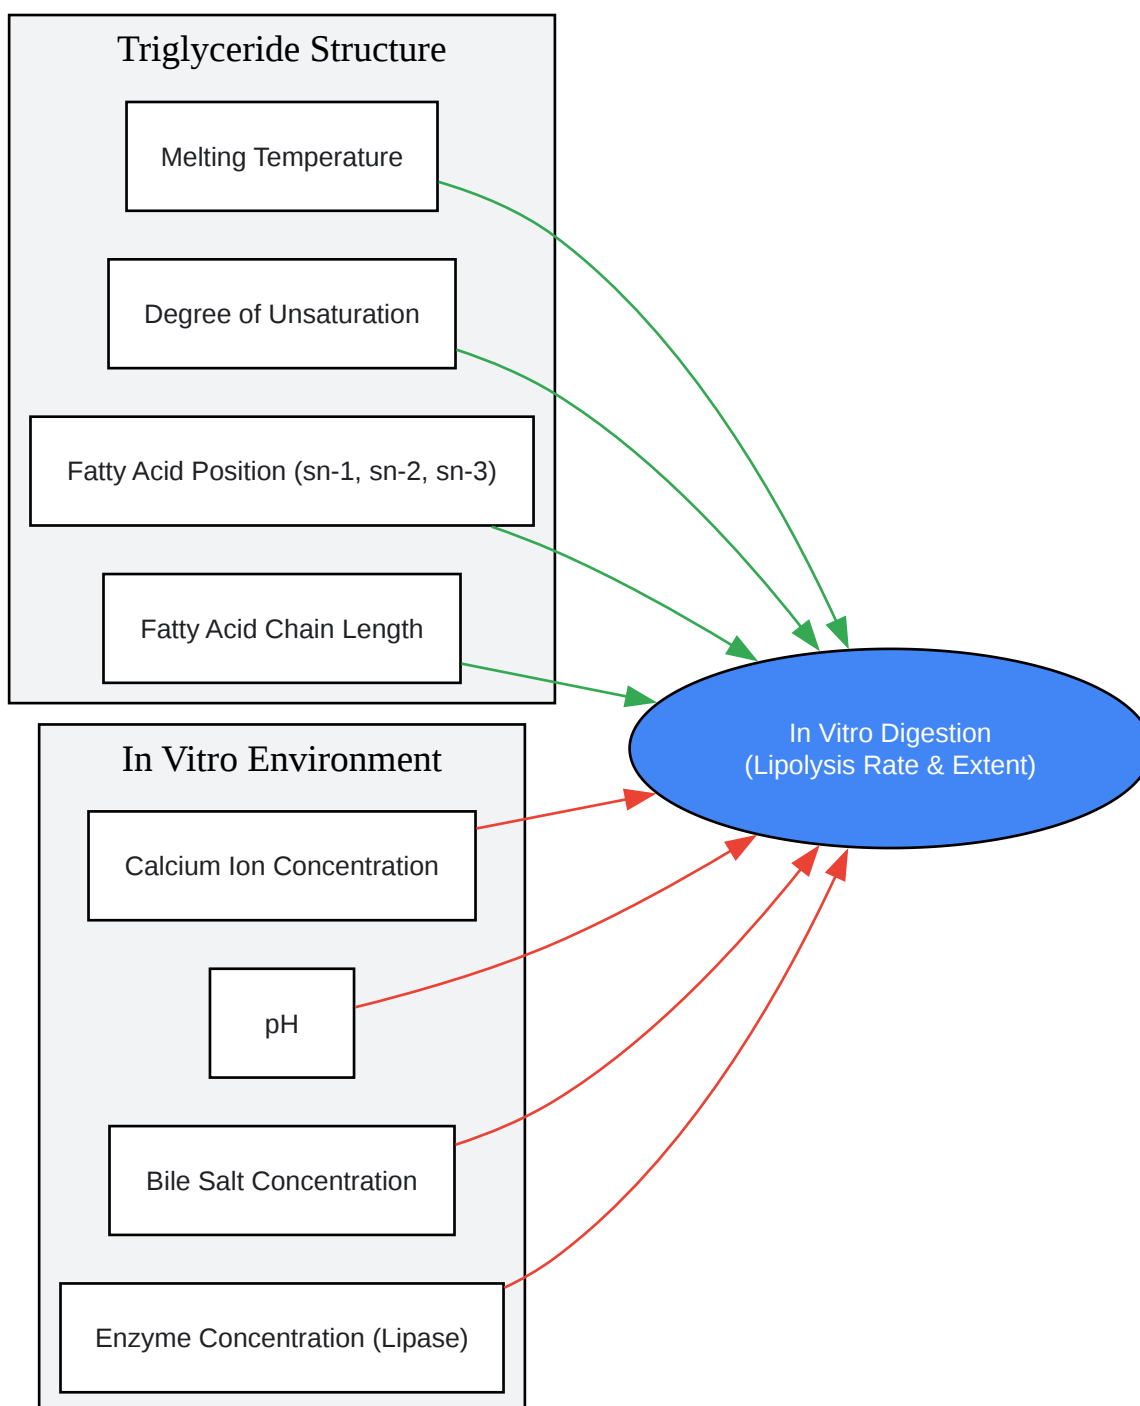 Triglyceride Structure
Melting Temperature
Degree of Unsaturation
Fatty Acid Position (sn-1, sn-2, sn-3)
Fatty Acid Chain Length
In Vitro Digestion
(Lipolysis Rate & Extent)
In Vitro Environment
Calcium Ion Concentration
pH
Bile Salt Concentration
Enzyme Concentration (Lipase)